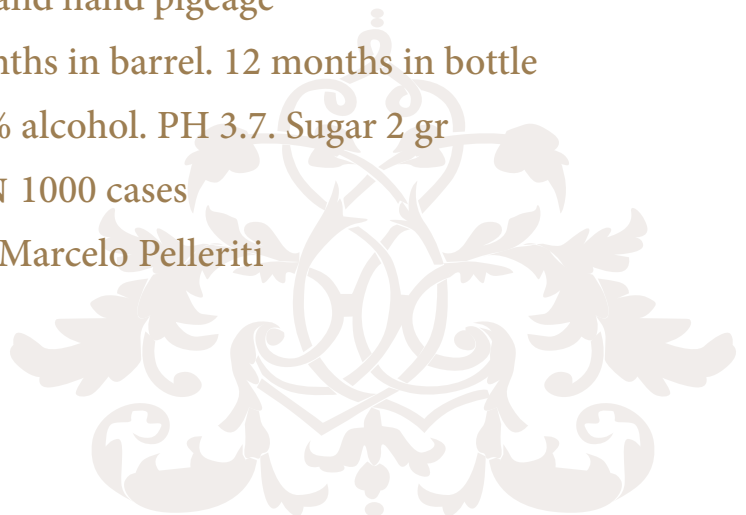 and hand pigeage
nths in barrel. 12 months in bottle
% alcohol. PH 3.7. Sugar 2 gr
N 1000 cases
Marcelo Pelleriti